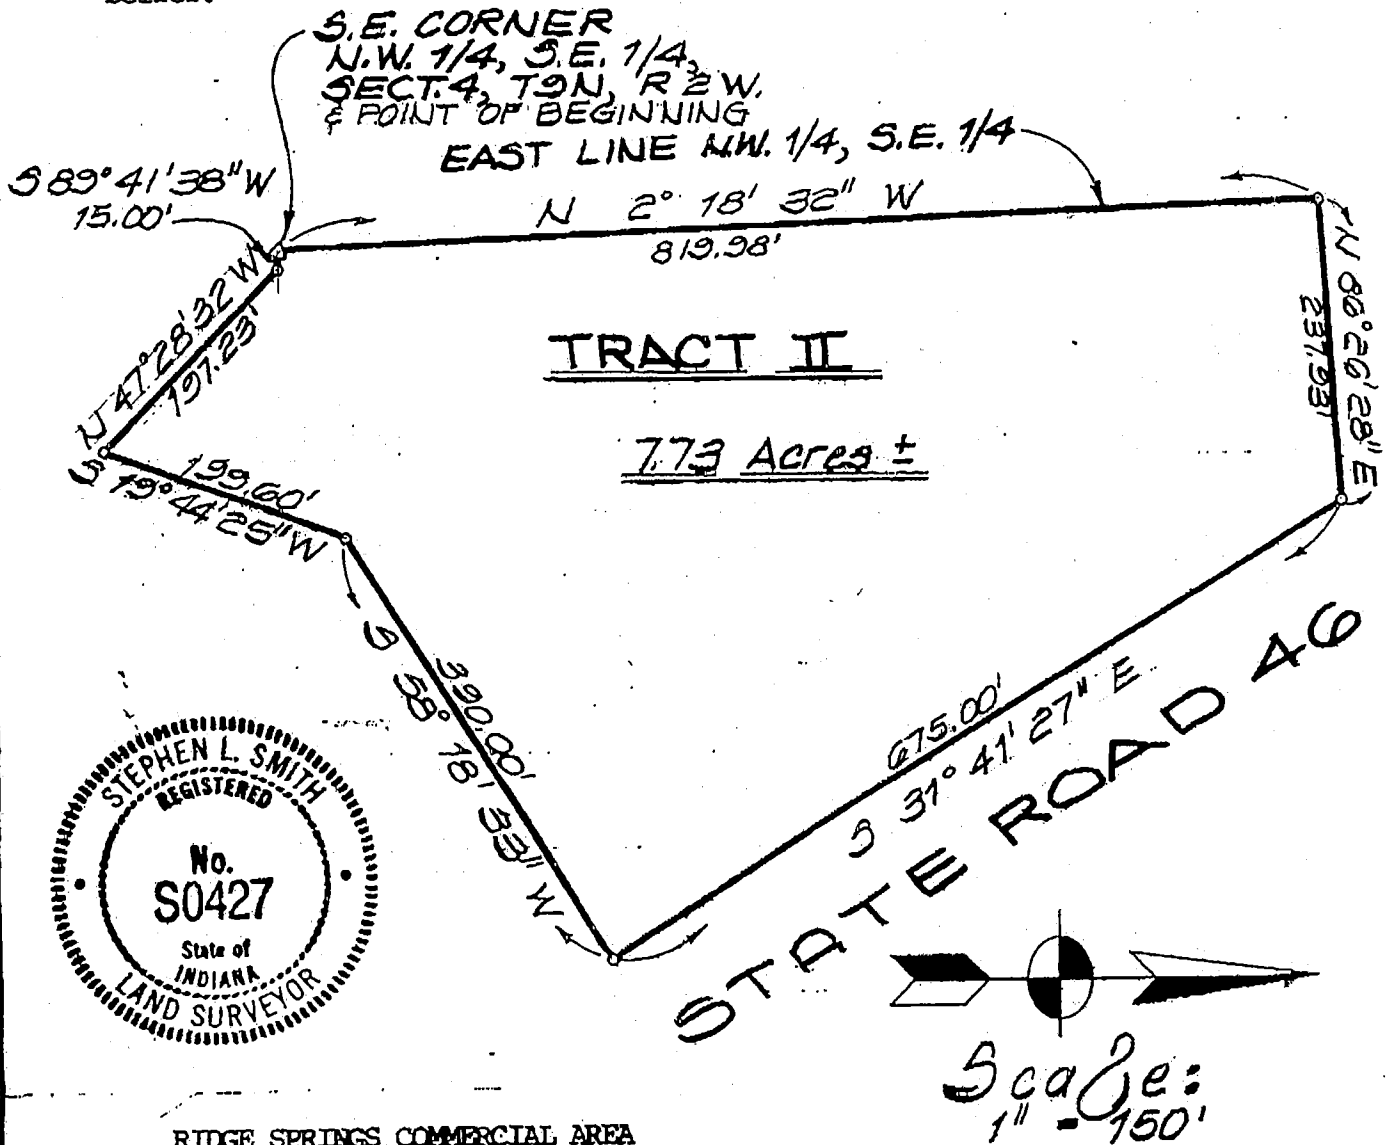 S.E. CORNER
N.W. 1/4, S.E. 1/4,
SECT. 4, T9N, R 2 W.
& POINT OF BEGINNING
EAST LINE N.W. 1/4, S.E. 1/4
S 89° 41' 38" W
15.00'
N 2° 18' 32" W
819.98'
N 86° 26' 28" E
237.93'
N 47° 28' 32 W
197.23'
TRACT II
7.73 Acres ±
199.60'
S 19° 44' 25" W
390.00'
S 58° 18' 33" W
675.00'
S 31° 41' 27" E
STATE ROAD 46
STEPHEN L. SMITH
REGISTERED
No.
S0427
State of
INDIANA
LAND SURVEYOR
Scale:
1" = 150'
RIDGE SPRINGS COMMERCIAL AREA